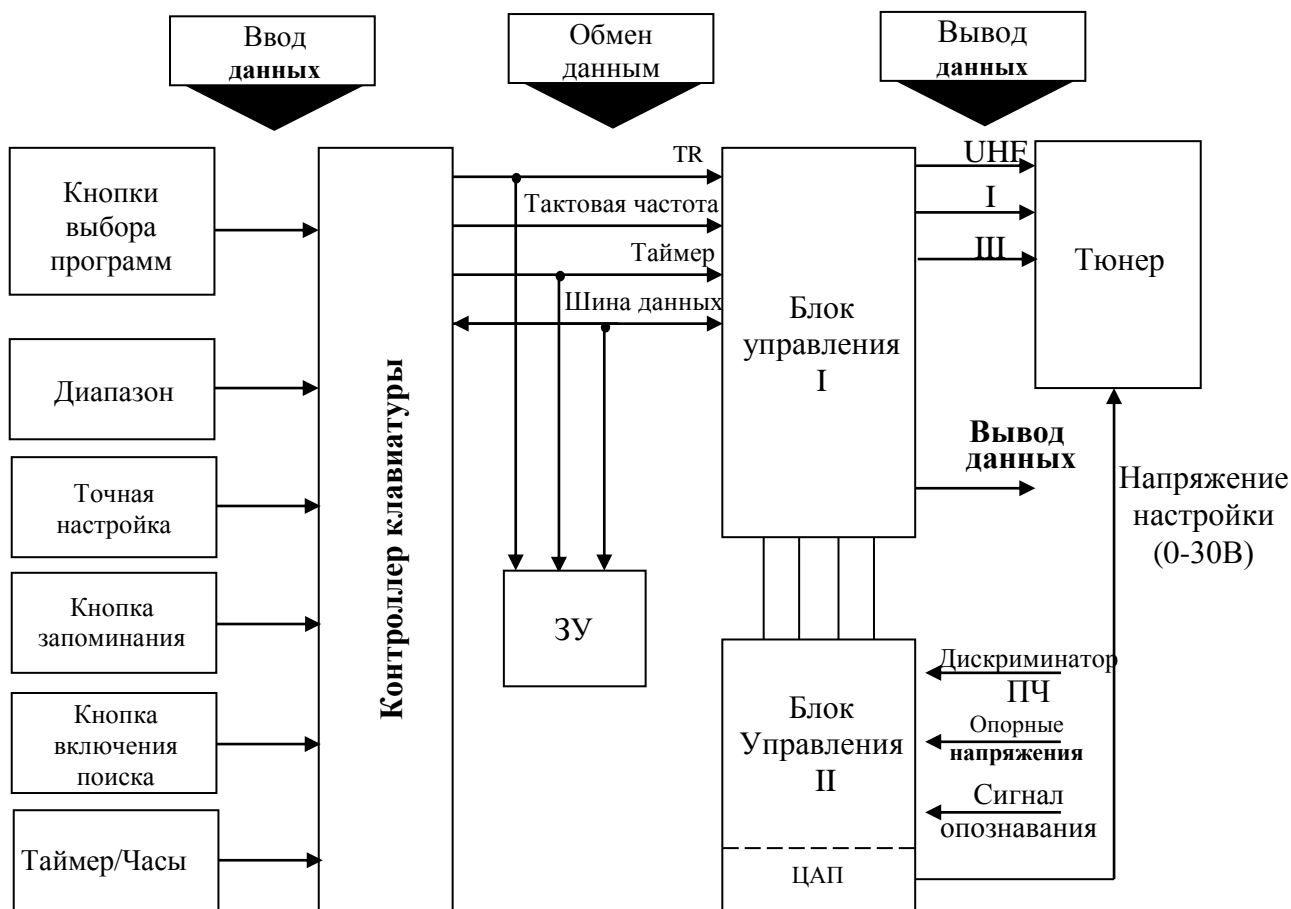 Ввод
данных
Обмен
данным
Вывод
данных
Кнопки
выбора
программ
Диапазон
Точная
настройка
Кнопка
запоминания
Кнопка
включения
поиска
Таймер/Часы
Контроллер клавиатуры
TR
Тактовая частота
Таймер
Шина данных
ЗУ
Блок
управления
I
UHF
I
III
Тюнер
Вывод
данных
Напряжение
настройки
(0-30В)
Блок
Управления
II
ЦАП
Дискриминатор
ПЧ
Опорные
напряжения
Сигнал
опознавания